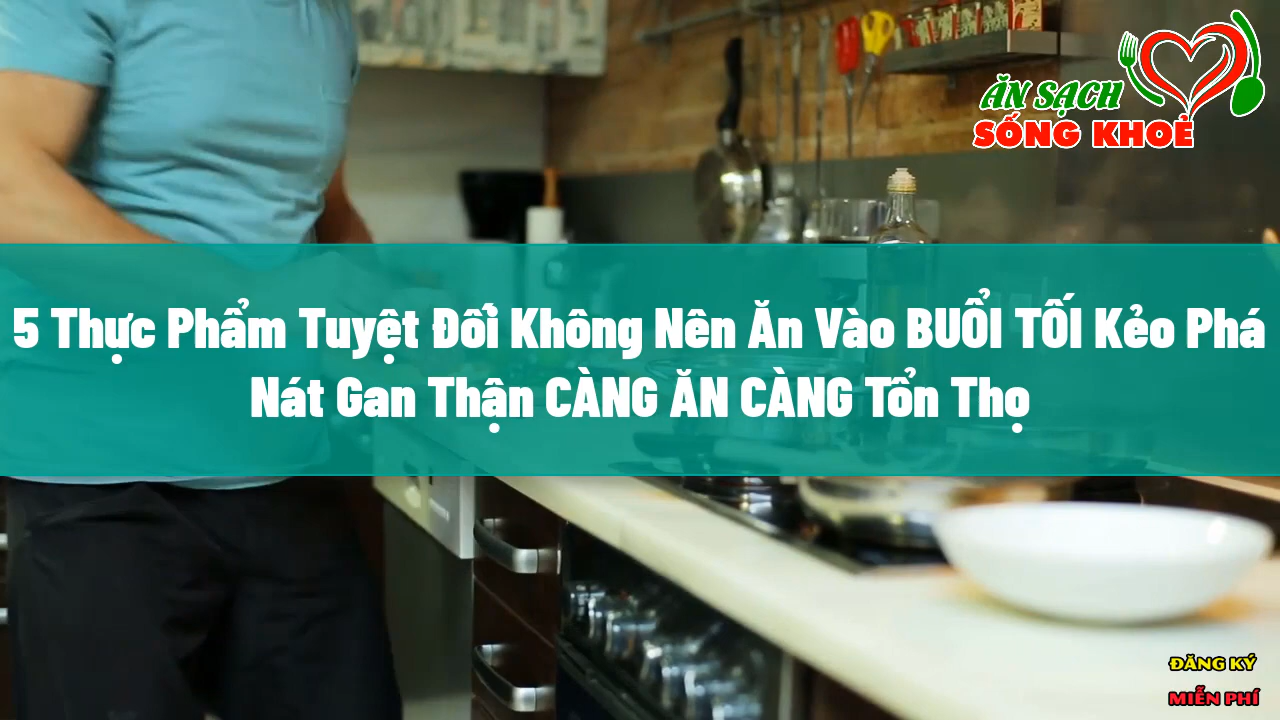 ĂN SẠCH
SỐNG KHOẺ
5 Thực Phẩm Tuyệt Đối Không Nên Ăn Vào BUỔI TỐI Kẻo Phá
Nát Gan Thận CÀNG ĂN CÀNG Tổn Thọ
ĐĂNG KÝ
MIỄN PHÍ